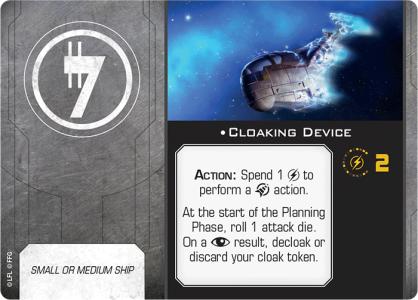 7
• CLOAKING DEVICE
2
ACTION: Spend 1 to
perform a action.
At the start of the Planning
Phase, roll 1 attack die.
On a result, decloak or
discard your cloak token.
SMALL OR MEDIUM SHIP
© LFL © FFG